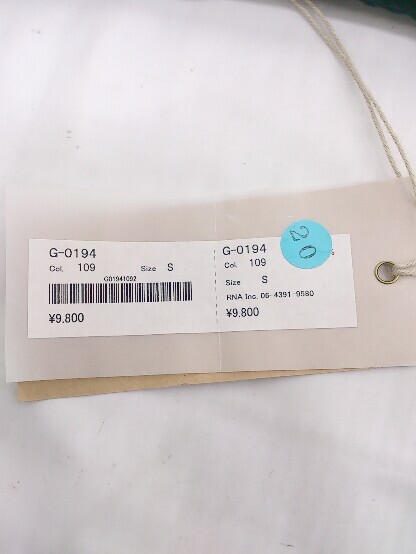 G-0194
Col. 109 Size S
G01941092
¥9.800
G-0194
Col. 109
Size S
RNA Inc. 06-4391-9580
¥9.800
20